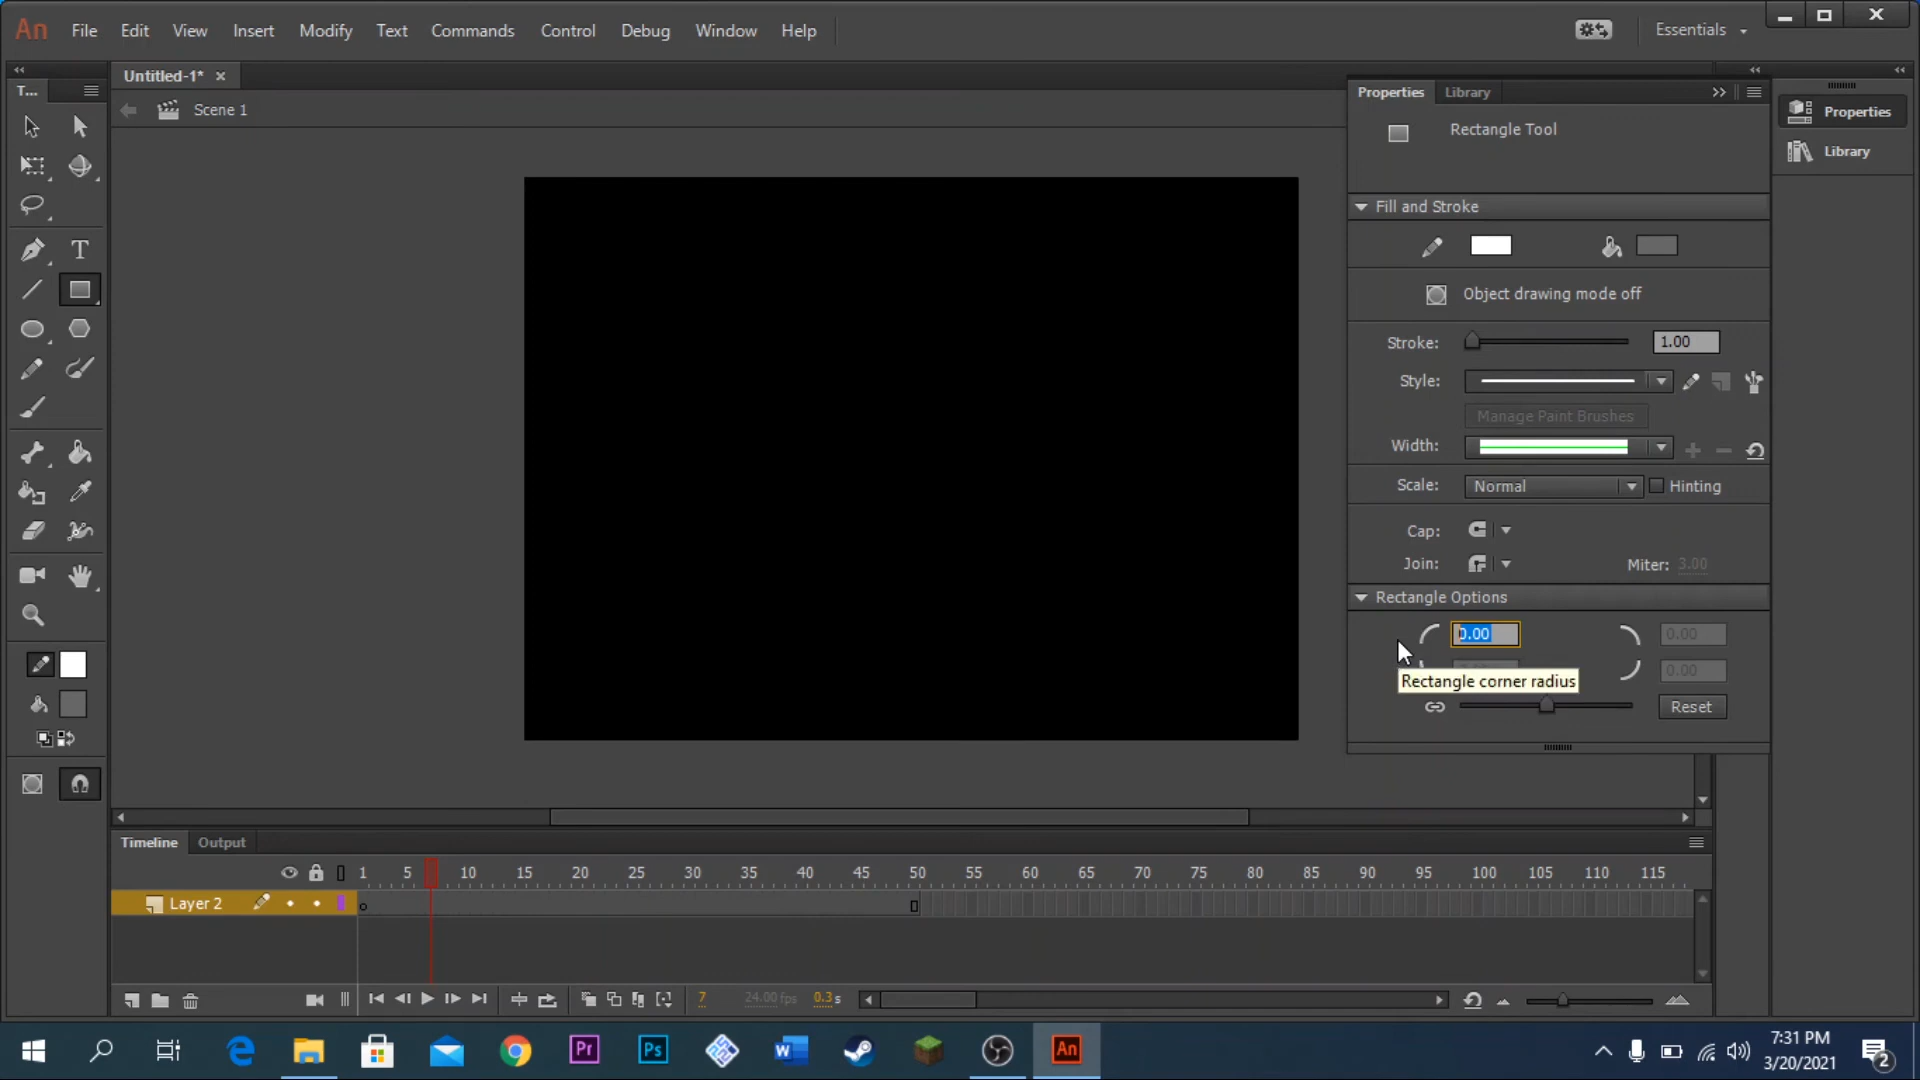 An File Edit View Insert Modify Text Commands Control Debug Window Help Essentials
Untitled-1*
T...
Scene 1
Properties Library
Rectangle Tool
Fill and Stroke
Object drawing mode off
Stroke: 1.00
Style:
Manage Paint Brushes
Width:
Scale: Normal Hinting
Cap:
Join: Miter: 3.00
Rectangle Options
0.00 0.00
0.00
Rectangle corner radius
Reset
Properties
Library
Timeline Output
1 5 10 15 20 25 30 35 40 45 50 55 60 65 70 75 80 85 90 95 100 105 110 115
Layer 2
7 24.00 fps 0.3 s
Pr Ps W An
7:31 PM
3/20/2021
2